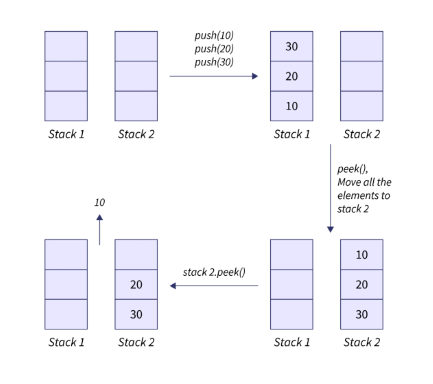 push(10)
push(20)
push(30)
30
20
10
Stack 1
Stack 2
Stack 1
Stack 2
peek(),
Move all the
elements to
stack 2
10
20
30
Stack 1
Stack 2
stack 2.peek()
10
20
30
Stack 1
Stack 2